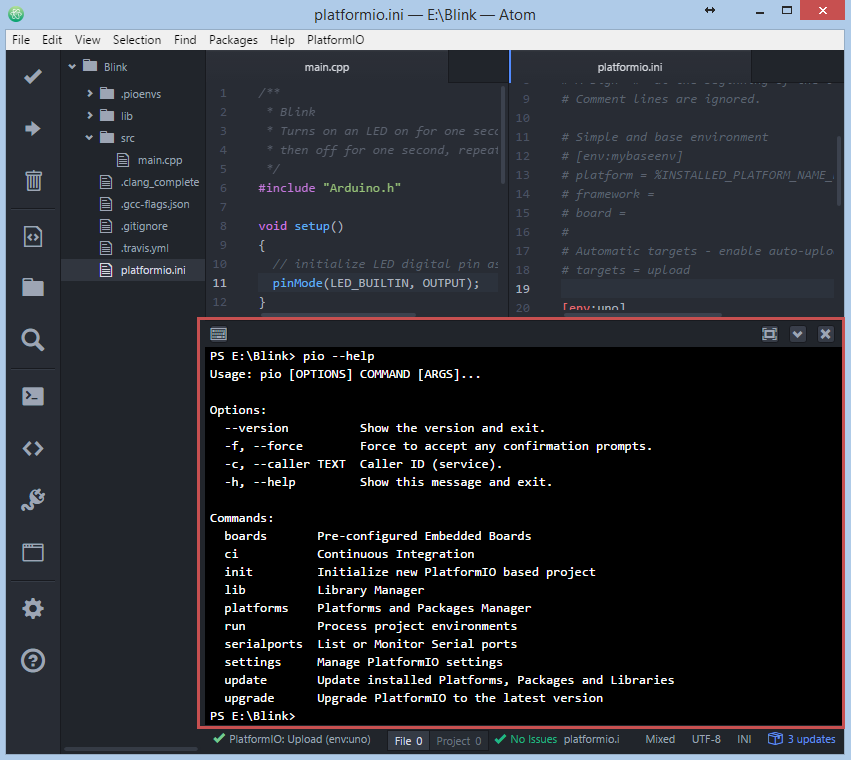 platformio.ini — E:\Blink — Atom
File Edit View Selection Find Packages Help PlatformIO
Blink
.pioenvs
lib
src
main.cpp
.clang_complete
.gcc-flags.json
.gitignore
.travis.yml
platformio.ini
main.cpp
1 /**
2 * Blink
3 * Turns on an LED on for one seco
4 * then off for one second, repeat
5 */
6 #include "Arduino.h"
7
8 void setup()
9 {
10 // initialize LED digital pin as
11 pinMode(LED_BUILTIN, OUTPUT);
12 }
platformio.ini
9 # Comment lines are ignored.
10
11 # Simple and base environment
12 # [env:mybaseenv]
13 # platform = %INSTALLED_PLATFORM_NAME_
14 # framework =
15 # board =
16 #
17 # Automatic targets - enable auto-uplo
18 # targets = upload
19
20 [env:uno]
PS E:\Blink> pio --help
Usage: pio [OPTIONS] COMMAND [ARGS]...
Options:
--version Show the version and exit.
-f, --force Force to accept any confirmation prompts.
-c, --caller TEXT Caller ID (service).
-h, --help Show this message and exit.
Commands:
boards Pre-configured Embedded Boards
ci Continuous Integration
init Initialize new PlatformIO based project
lib Library Manager
platforms Platforms and Packages Manager
run Process project environments
serialports List or Monitor Serial ports
settings Manage PlatformIO settings
update Update installed Platforms, Packages and Libraries
upgrade Upgrade PlatformIO to the latest version
PS E:\Blink>
PlatformIO: Upload (env:uno) File 0 Project 0 No Issues platformio.i Mixed UTF-8 INI 3 updates